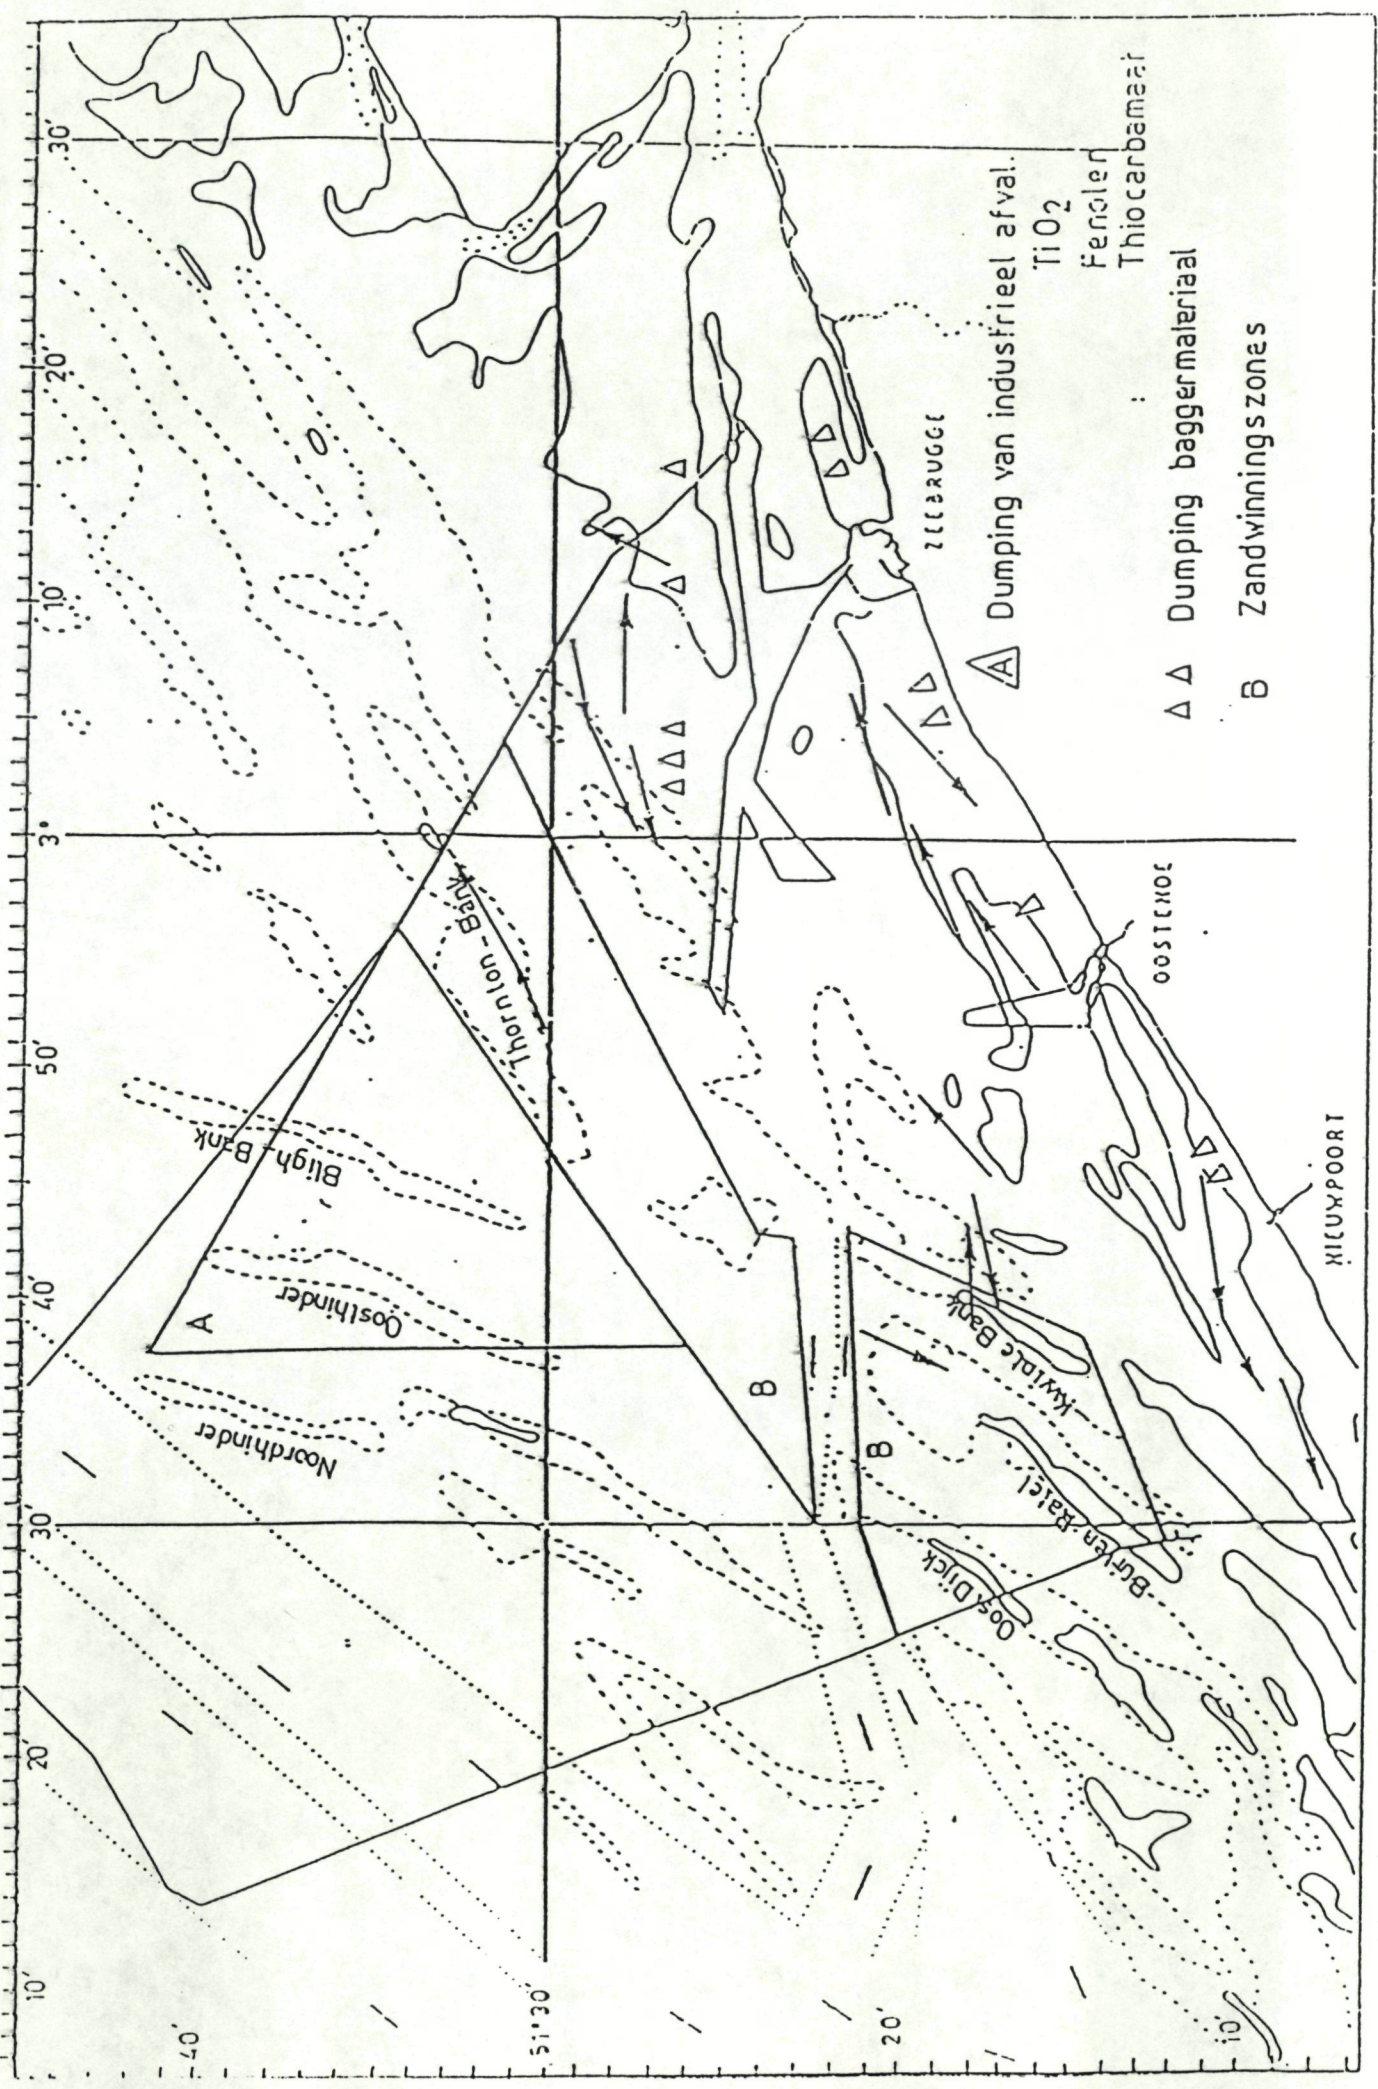 10'
20'
30
40'
50'
3°
10'
20'
30'
40'
51°30
20'
10'
A
Noordhinder
Oosthinder
Bligh-Bank
Thornton-Bank
B
B
Oost Dijck
Buiten-Ratel
Kwinte Bank
NIEUWPOORT
OOSTENDE
ZEEBRUGGE
A Dumping van industrieel afval.
TiO2
Fenolen
: Thiocarbamaat
Dumping baggermateriaal
B Zandwinningszones